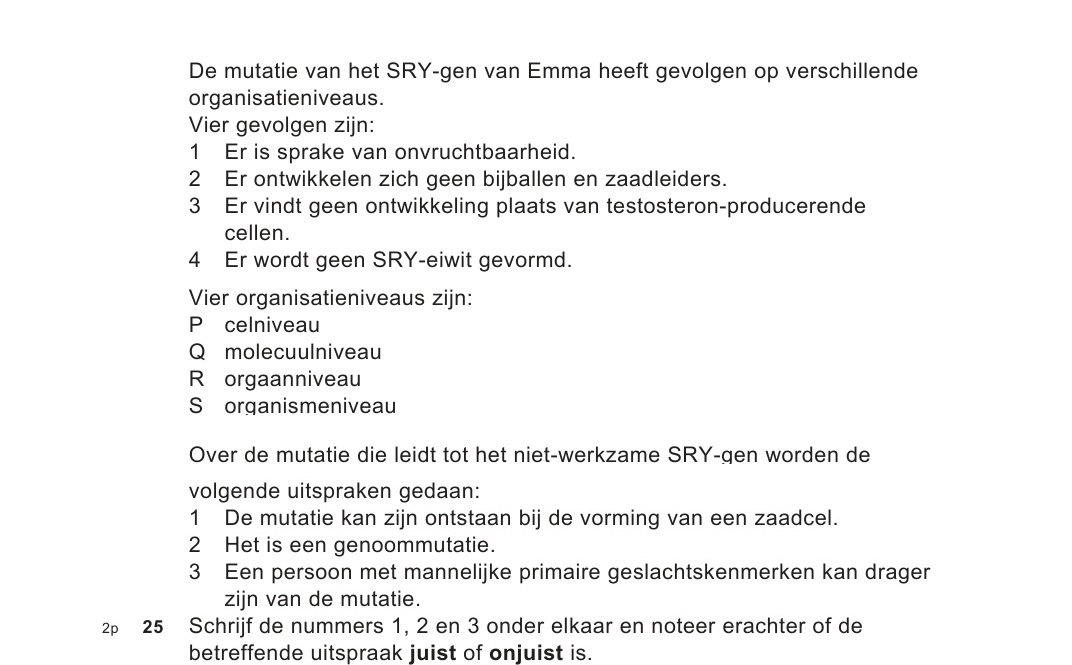 De mutatie van het SRY-gen van Emma heeft gevolgen op verschillende
organisatieniveaus.
Vier gevolgen zijn:
1 Er is sprake van onvruchtbaarheid.
2 Er ontwikkelen zich geen bijballen en zaadleiders.
3 Er vindt geen ontwikkeling plaats van testosteron-producerende
cellen.
4 Er wordt geen SRY-eiwit gevormd.
Vier organisatieniveaus zijn:
P celniveau
Q molecuulniveau
R orgaanniveau
S organismeniveau
Over de mutatie die leidt tot het niet-werkzame SRY-gen worden de
volgende uitspraken gedaan:
1 De mutatie kan zijn ontstaan bij de vorming van een zaadcel.
2 Het is een genoommutatie.
3 Een persoon met mannelijke primaire geslachtskenmerken kan drager
zijn van de mutatie.
2p 25 Schrijf de nummers 1, 2 en 3 onder elkaar en noteer erachter of de
betreffende uitspraak juist of onjuist is.